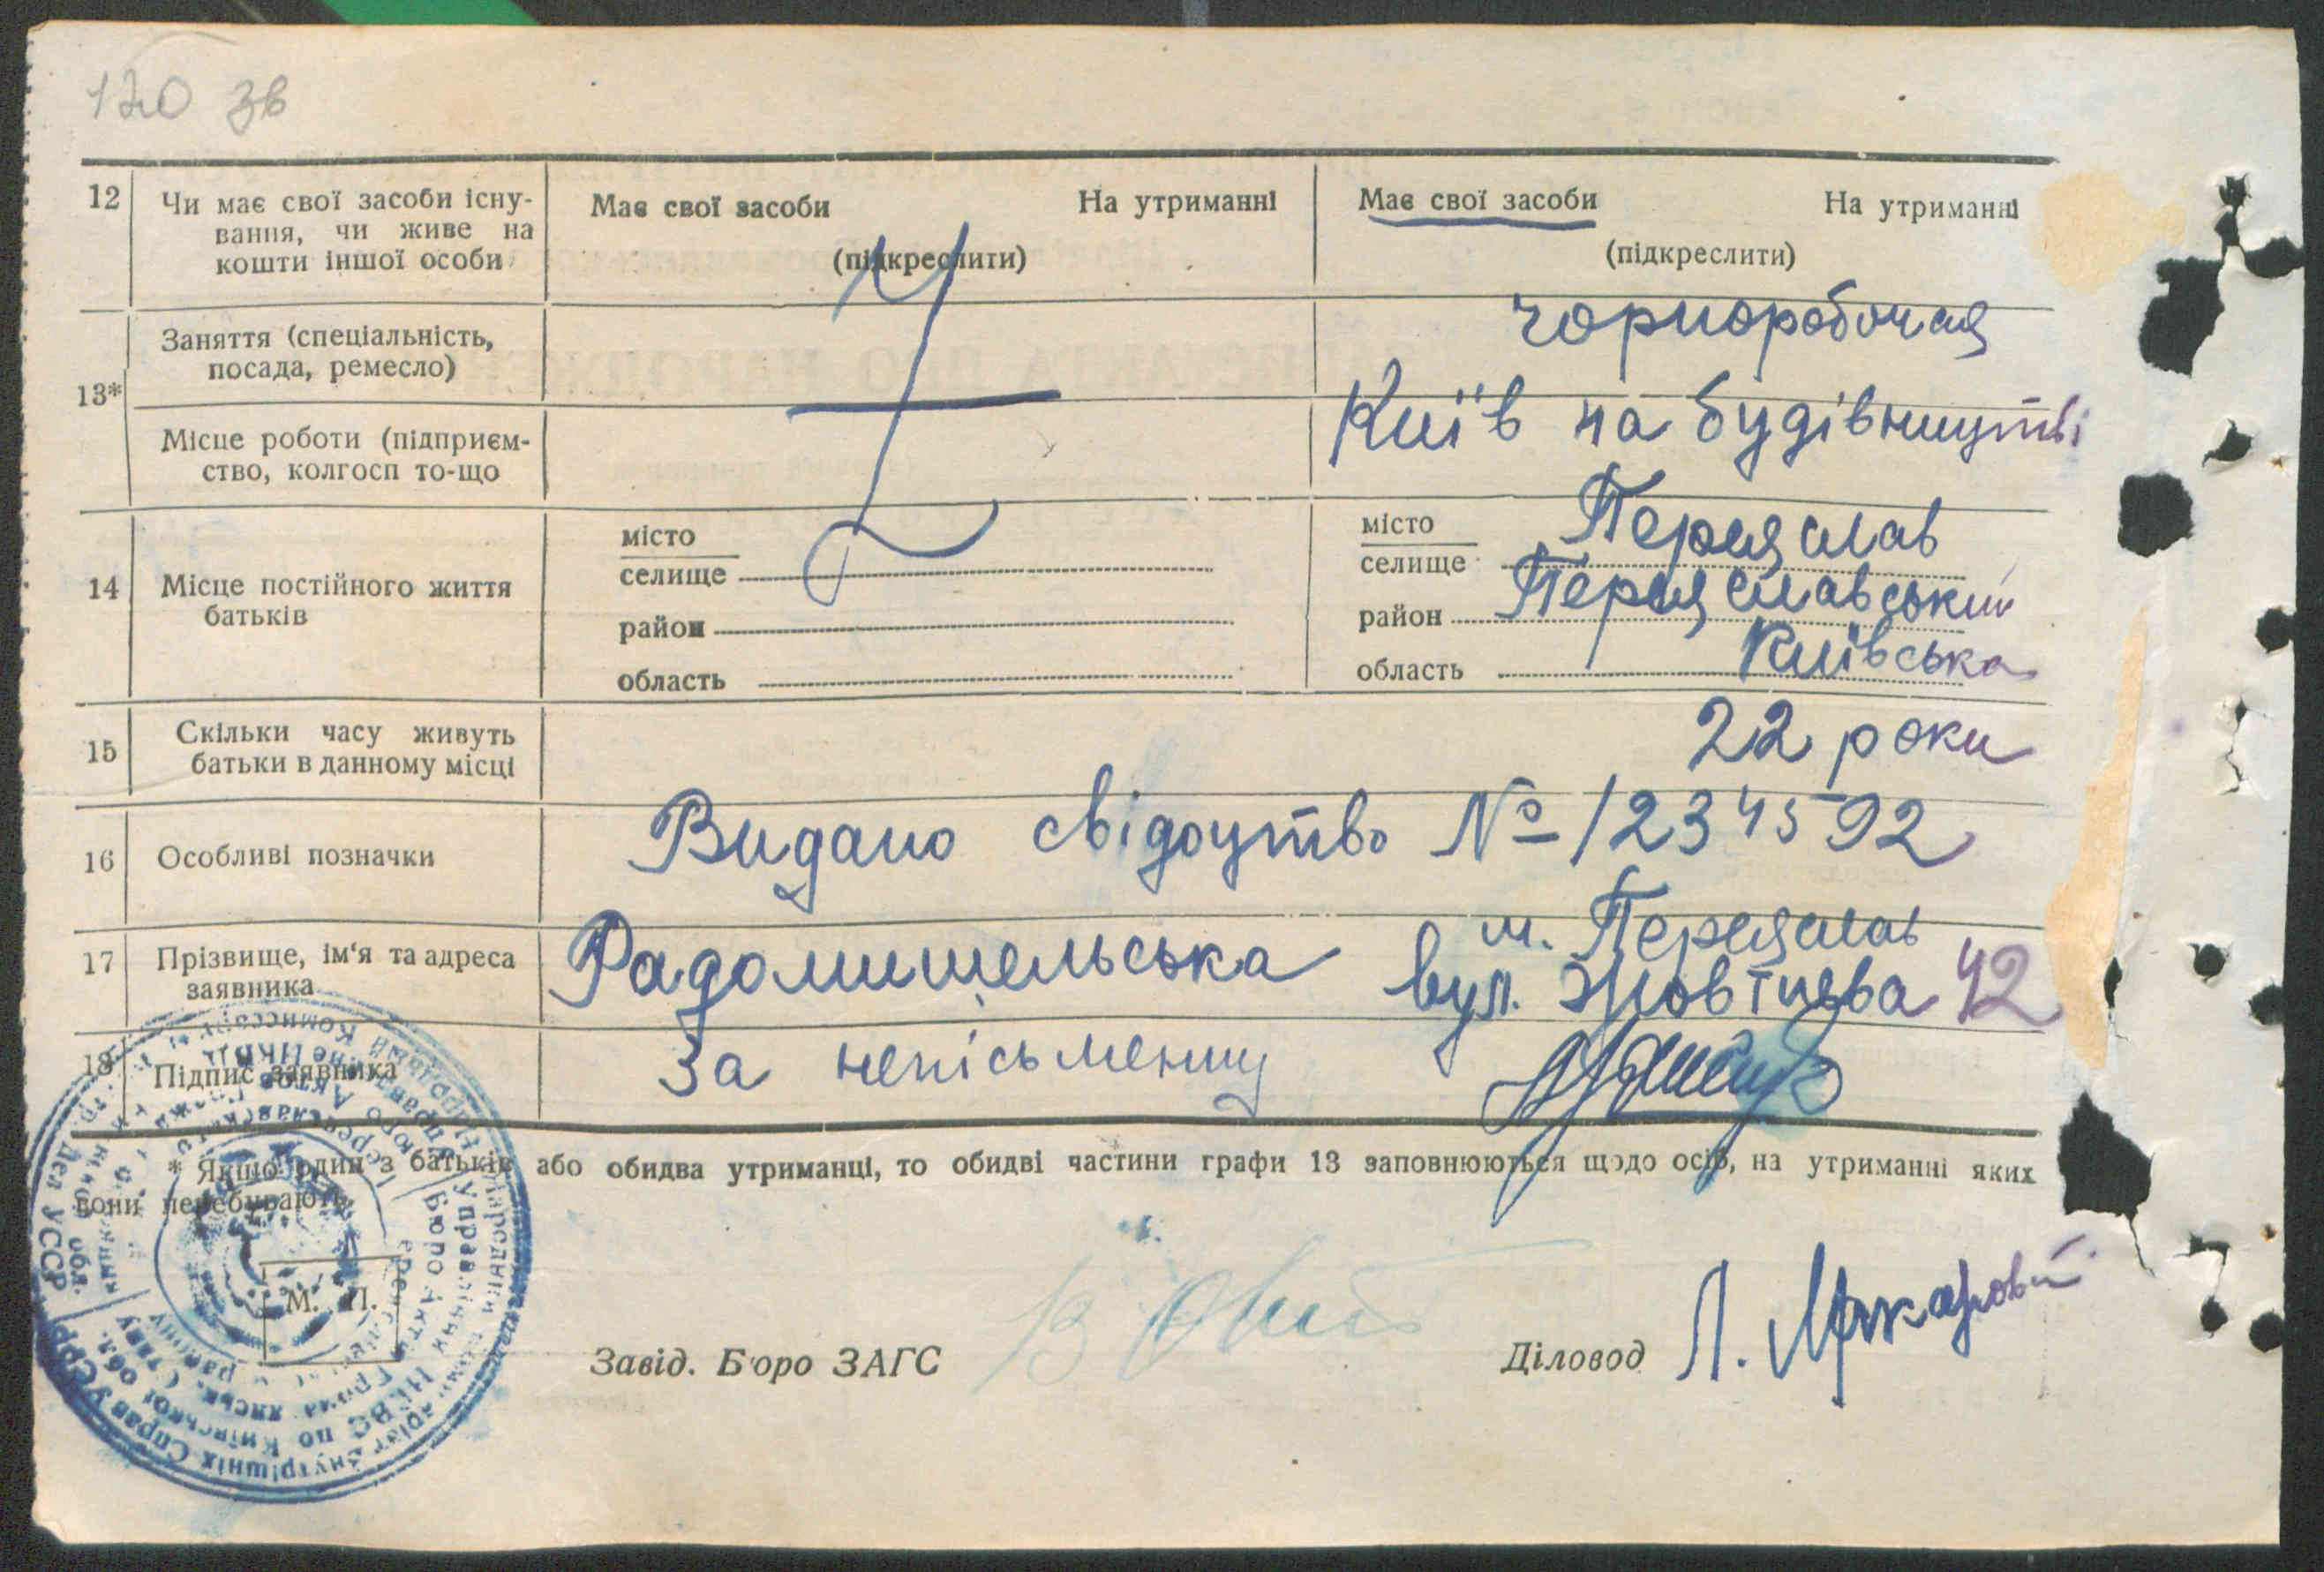 120 зв
12 Чи має свої засоби існу-
вання, чи живе на
кошти іншої особи
Має свої засоби На утриманні
(підкреслити)
Має свої засоби На утриманні
(підкреслити)
13*
Заняття (спеціальність,
посада, ремесло)
чорноробочая
Місце роботи (підприєм-
ство, колгосп то-що
Київ на будівництві
14 Місце постійного життя
батьків
місто
селище
район
область
місто
селище Переяслав
район Переяславський
область Київська
15 Скільки часу живуть
батьки в данному місці
22 роки
16 Особливі позначки
Видано свідоцтво № 1234592
17 Прізвище, ім'я та адреса
заявника
Радомишельська
м. Переяслав
вул. Жовтнева 42
18 Підпис заявника
За неписьменну
* Якщо один з батьків або обидва утриманці, то обидві частини графи 13 заповнюються щодо осіб, на утриманні яких
вони перебувають.
М. П.
Завід. Бюро ЗАГС
Діловод Л.